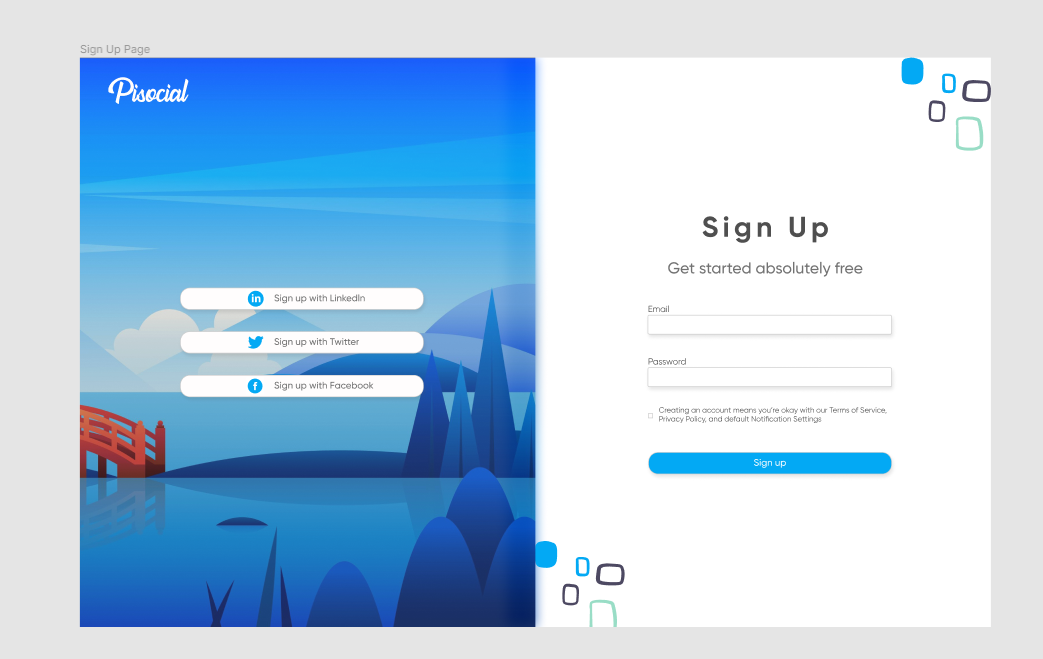 Sign Up Page
Pisocial
in Sign up with LinkedIn
Sign up with Twitter
f Sign up with Facebook
Sign Up
Get started absolutely free
Email
Password
Creating an account means you're okay with our Terms of Service,
Privacy Policy, and default Notification Settings
Sign up